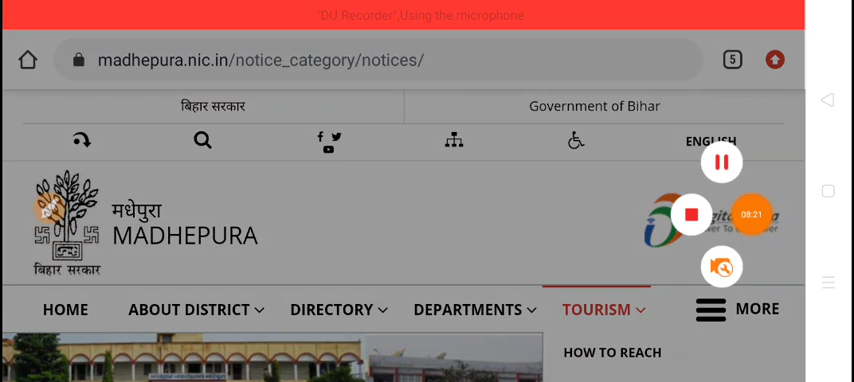 "DU Recorder",Using the microphone
madhepura.nic.in/notice_category/notices/
5
बिहार सरकार
Government of Bihar
ENGLISH
मधेपुरा
MADHEPURA
बिहार सरकार
08:21
HOME
ABOUT DISTRICT
DIRECTORY
DEPARTMENTS
TOURISM
MORE
HOW TO REACH